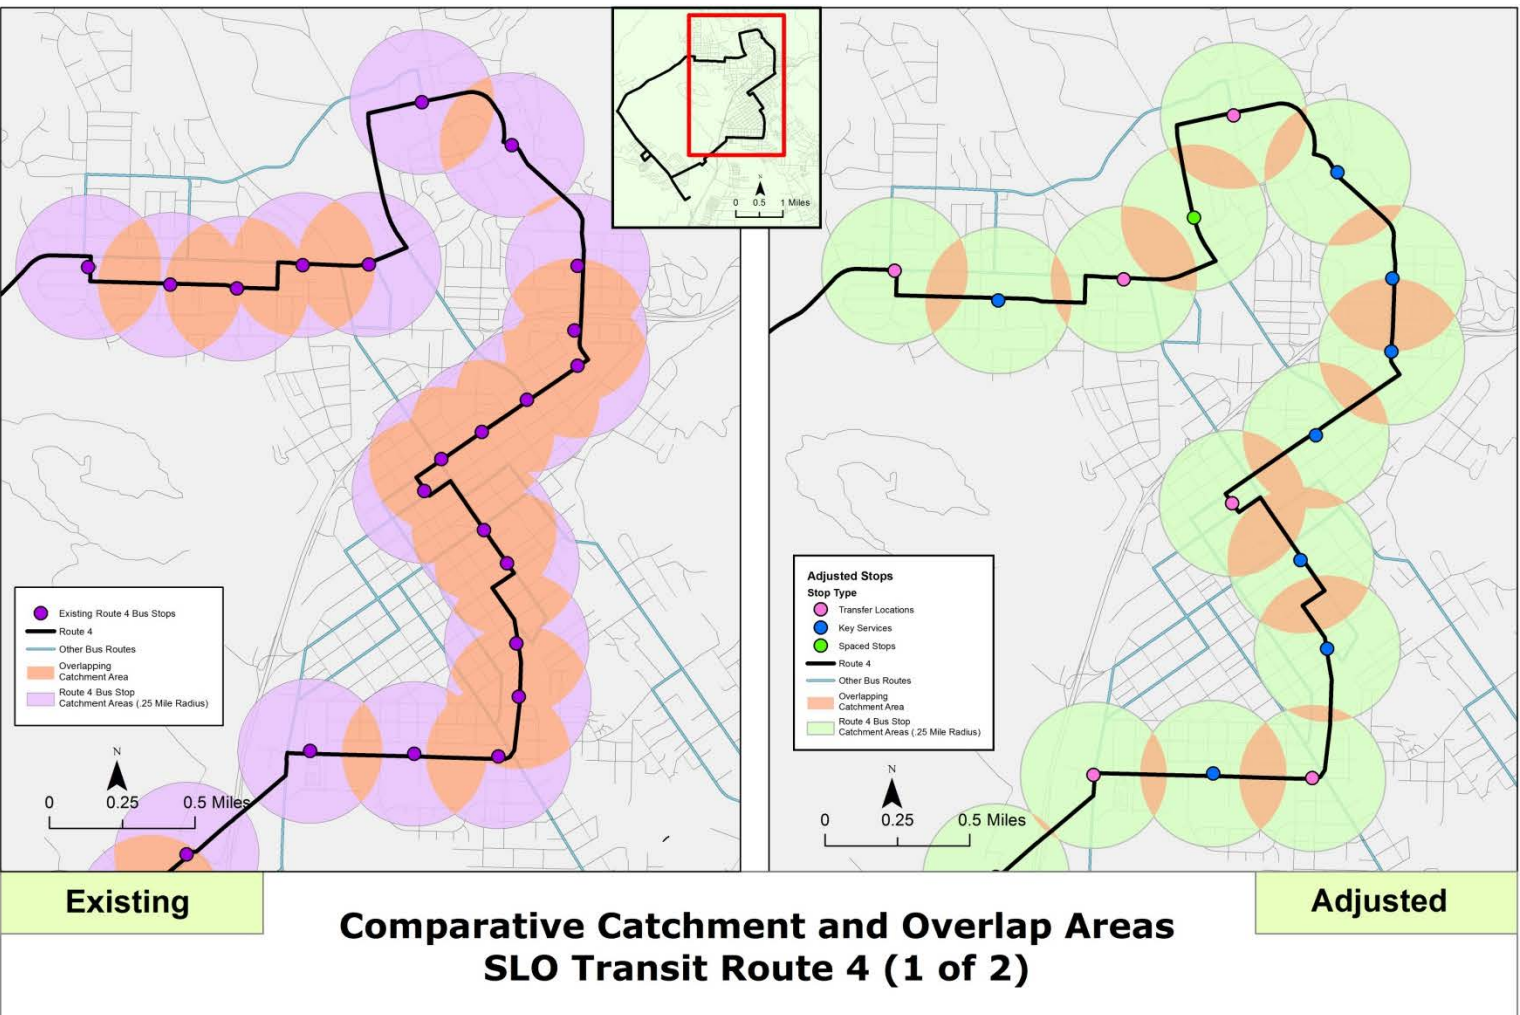 N
0 0.5 1 Miles
Existing Route 4 Bus Stops
Route 4
Other Bus Routes
Overlapping
Catchment Area
Route 4 Bus Stop
Catchment Areas (.25 Mile Radius)
N
0 0.25 0.5 Miles
Adjusted Stops
Stop Type
Transfer Locations
Key Services
Spaced Stops
Route 4
Other Bus Routes
Overlapping
Catchment Area
Route 4 Bus Stop
Catchment Areas (.25 Mile Radius)
N
0 0.25 0.5 Miles
Existing
Adjusted
Comparative Catchment and Overlap Areas
SLO Transit Route 4 (1 of 2)